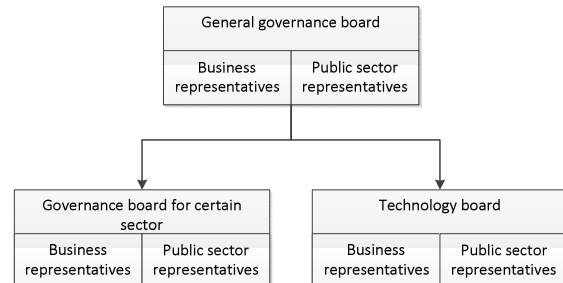 General governance board
Business
representatives
Public sector
representatives
Governance board for certain
sector
Business
representatives
Public sector
representatives
Technology board
Business
representatives
Public sector
representatives